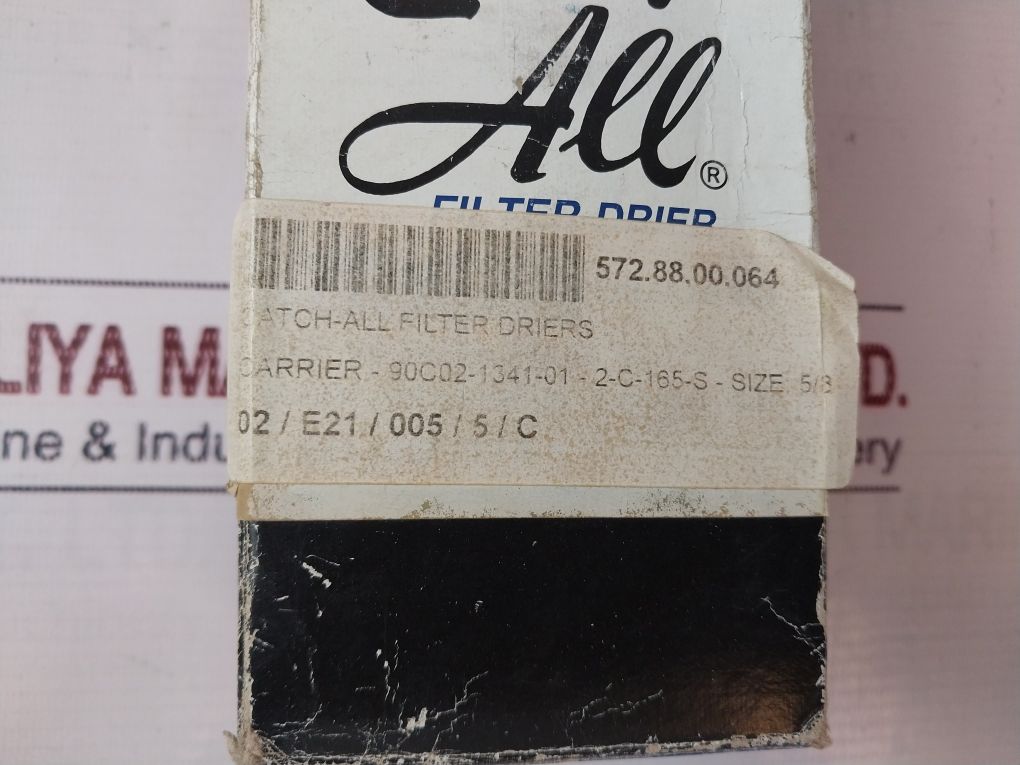 All®
FILTER DRIER
572.88.00.064
CATCH-ALL FILTER DRIERS
CARRIER - 90C02-1341-01 - 2-C-165-S - SIZE 5/8
02 / E21 / 005 / 5 / C
LIYA MA D.
ne & Indu ery